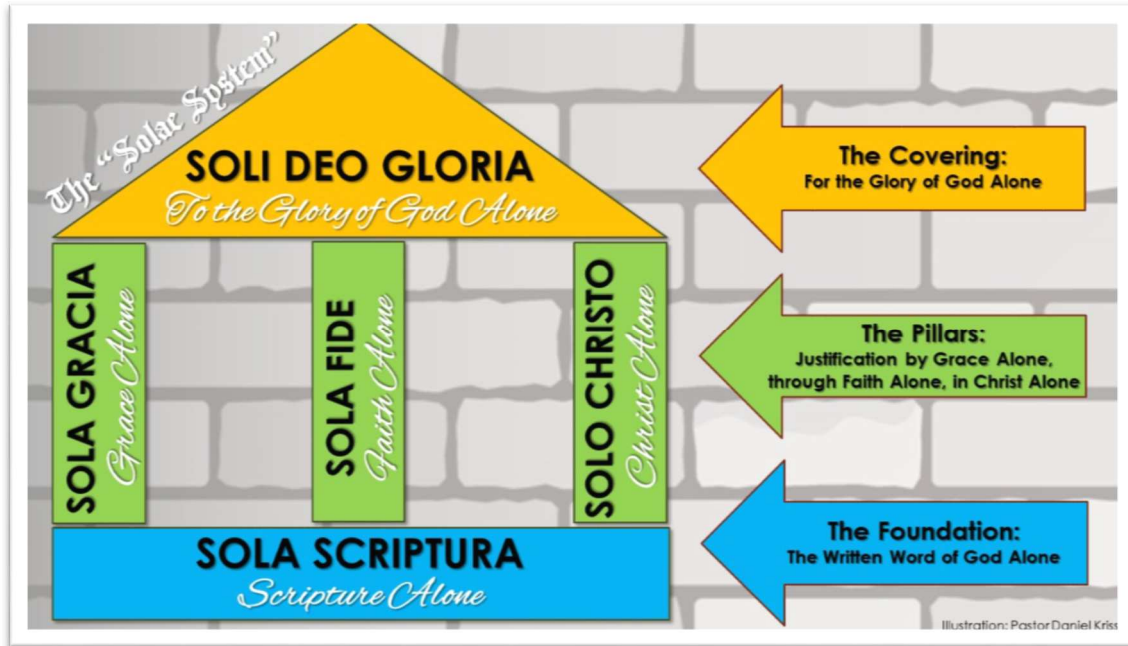 The "Solae System"
SOLI DEO GLORIA
To the Glory of God Alone
SOLA GRACIA
Grace Alone
SOLA FIDE
Faith Alone
SOLO CHRISTO
Christ Alone
SOLA SCRIPTURA
Scripture Alone
The Covering:
For the Glory of God Alone
The Pillars:
Justification by Grace Alone,
through Faith Alone, in Christ Alone
The Foundation:
The Written Word of God Alone
Illustration: Pastor Daniel Kriss